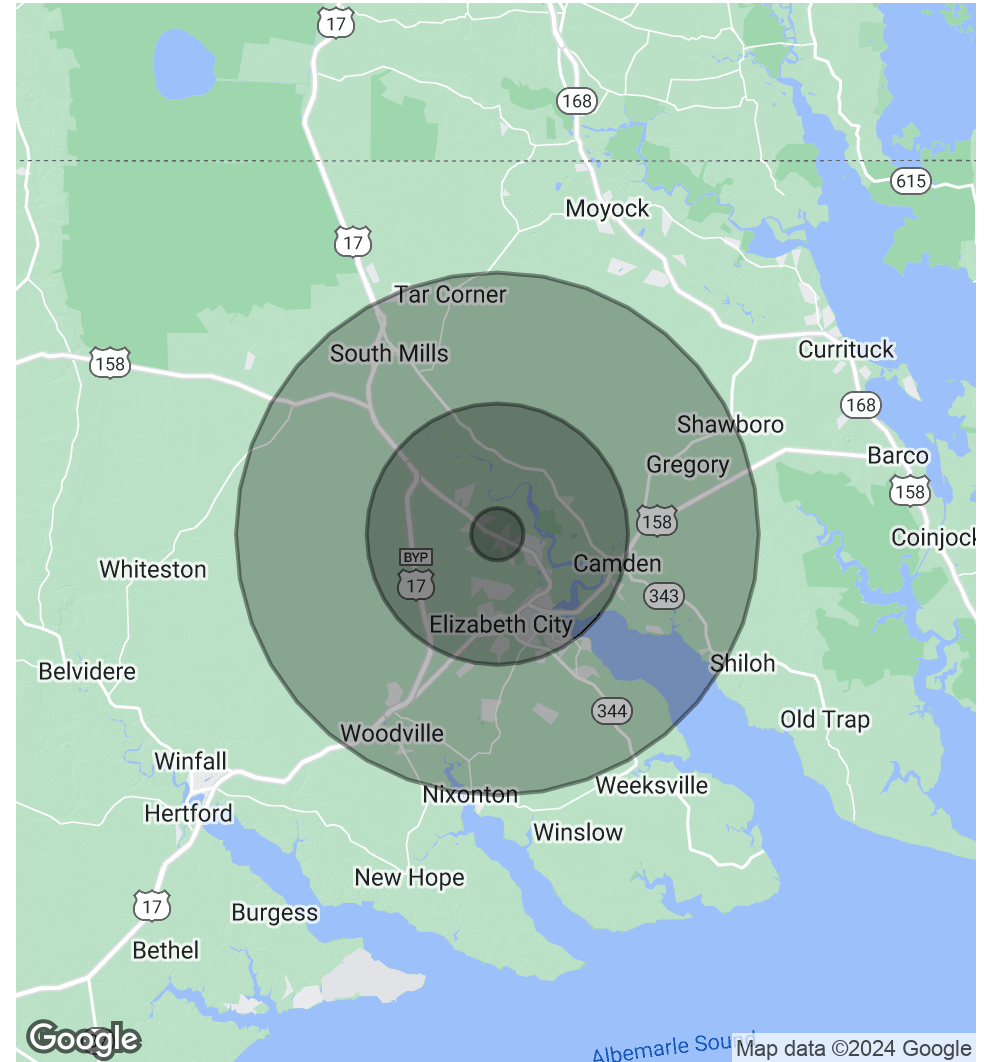 17
168
615
Moyock
17
Tar Corner
South Mills
Currituck
158
168
Shawboro
Barco
Gregory
158
158
Coinjock
BYP
17
Camden
Whiteston
343
Elizabeth City
Shiloh
Belvidere
344
Old Trap
Woodville
Winfall
Weeksville
Nixonton
Hertford
Winslow
New Hope
17
Burgess
Bethel
Google
Albemarle Sound
Map data ©2024 Google